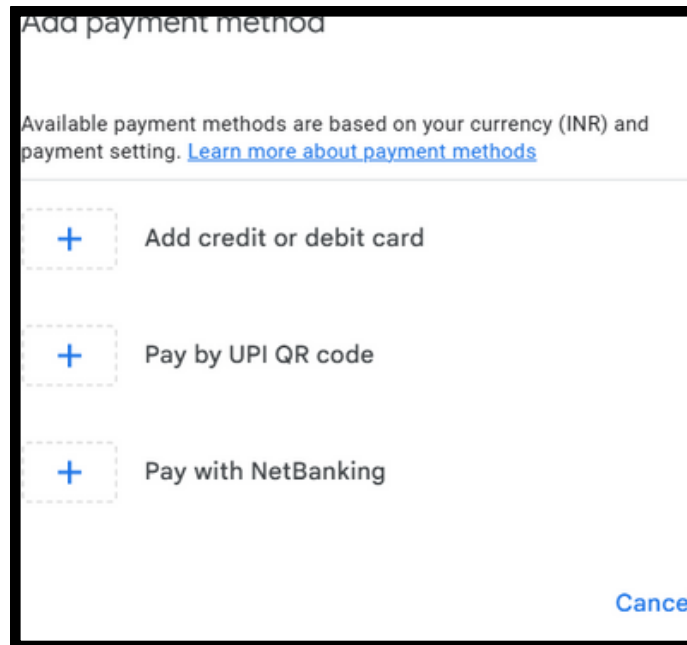 Add payment method
Available payment methods are based on your currency (INR) and
payment setting. Learn more about payment methods
Add credit or debit card
Pay by UPI QR code
Pay with NetBanking
Cance